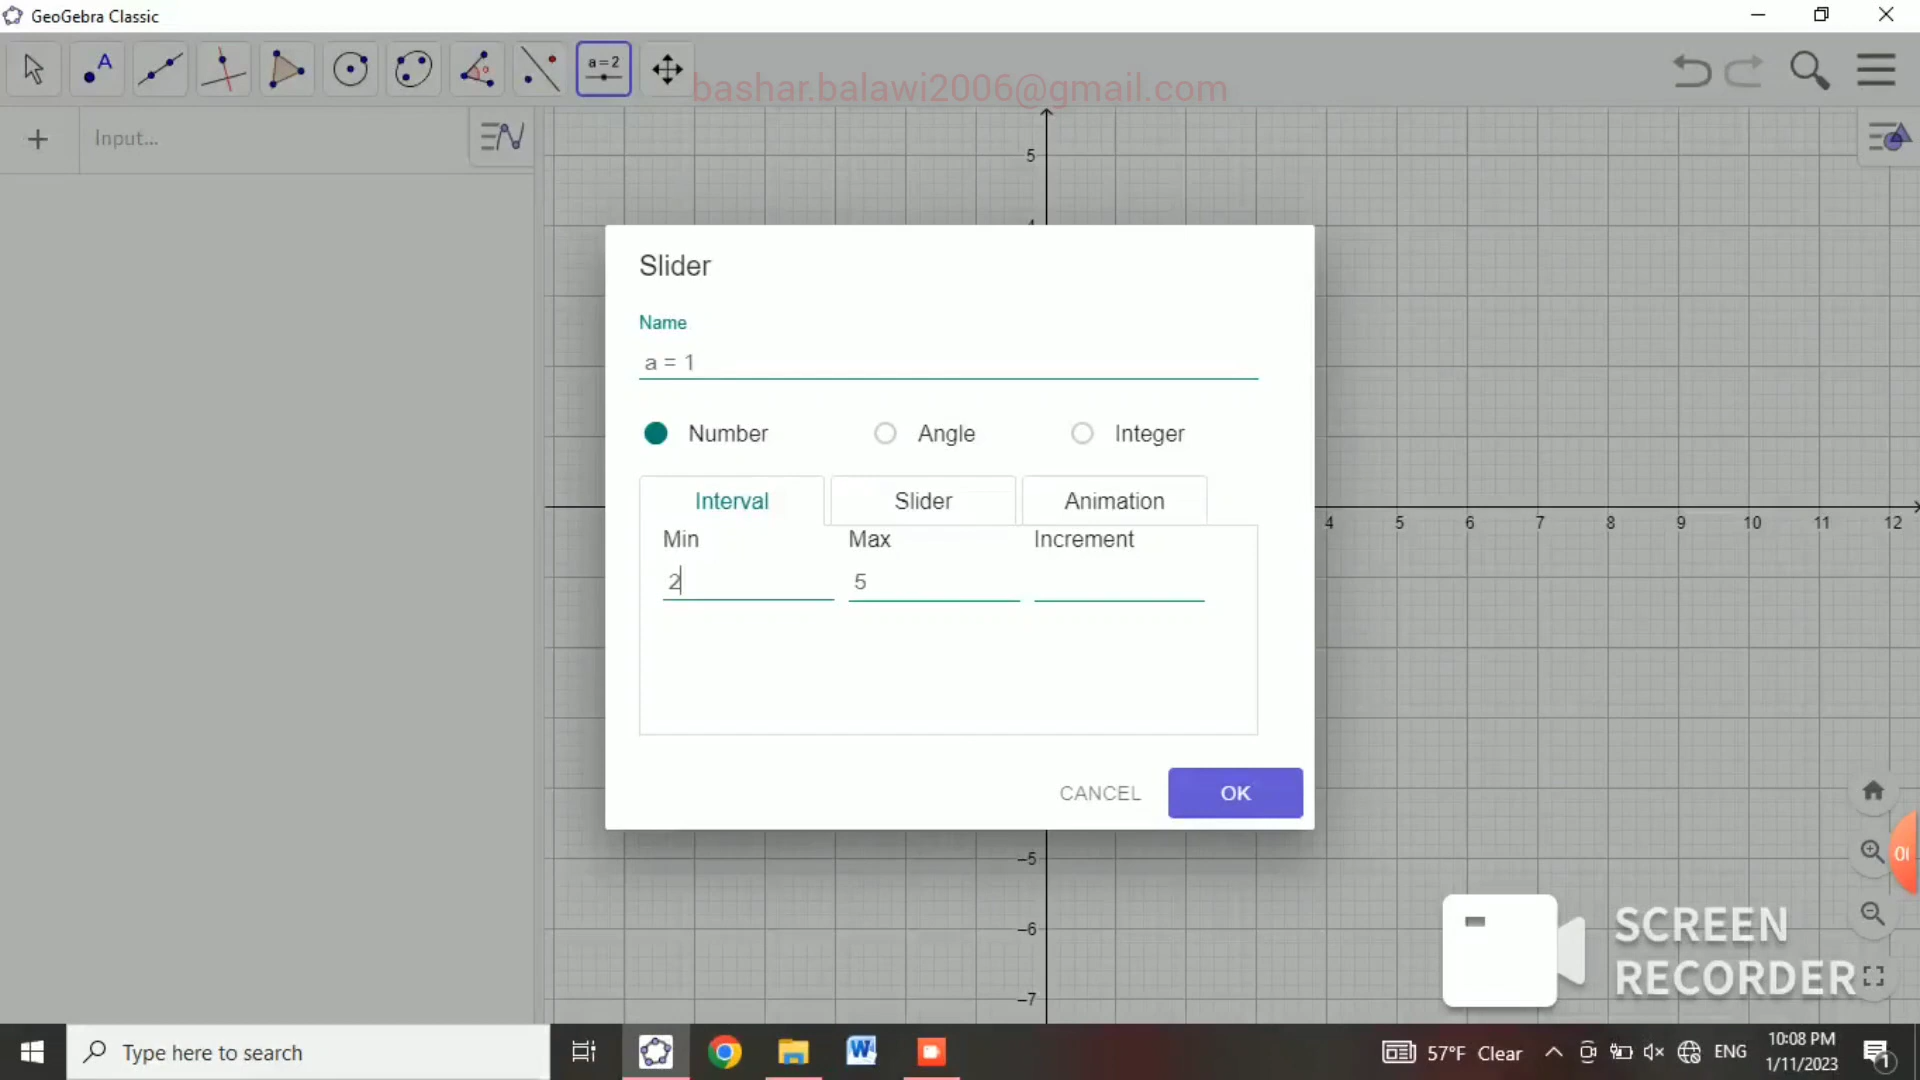 GeoGebra Classic
A
a=2
bashar.balawi2006@gmail.com
+
Input...
5
4
Slider
Name
a = 1
Number
Angle
Integer
Interval
Slider
Animation
Min
Max
Increment
2
5
4
5
6
7
8
9
10
11
12
CANCEL
OK
–5
–6
–7
SCREEN
RECORDER
Type here to search
57°F Clear
ENG
10:08 PM
1/11/2023
1